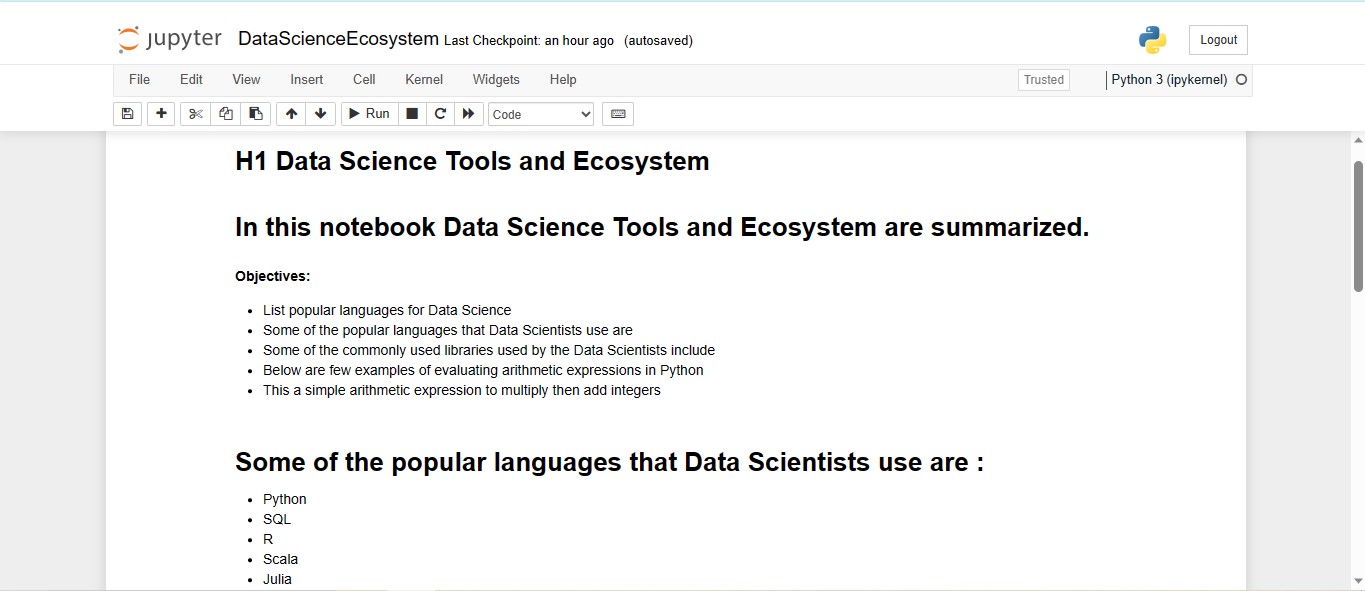 jupyter DataScienceEcosystem Last Checkpoint: an hour ago (autosaved) Logout
File Edit View Insert Cell Kernel Widgets Help Trusted Python 3 (ipykernel)
Run Code
H1 Data Science Tools and Ecosystem
In this notebook Data Science Tools and Ecosystem are summarized.
Objectives:
• List popular languages for Data Science
• Some of the popular languages that Data Scientists use are
• Some of the commonly used libraries used by the Data Scientists include
• Below are few examples of evaluating arithmetic expressions in Python
• This a simple arithmetic expression to multiply then add integers
Some of the popular languages that Data Scientists use are :
• Python
• SQL
• R
• Scala
• Julia